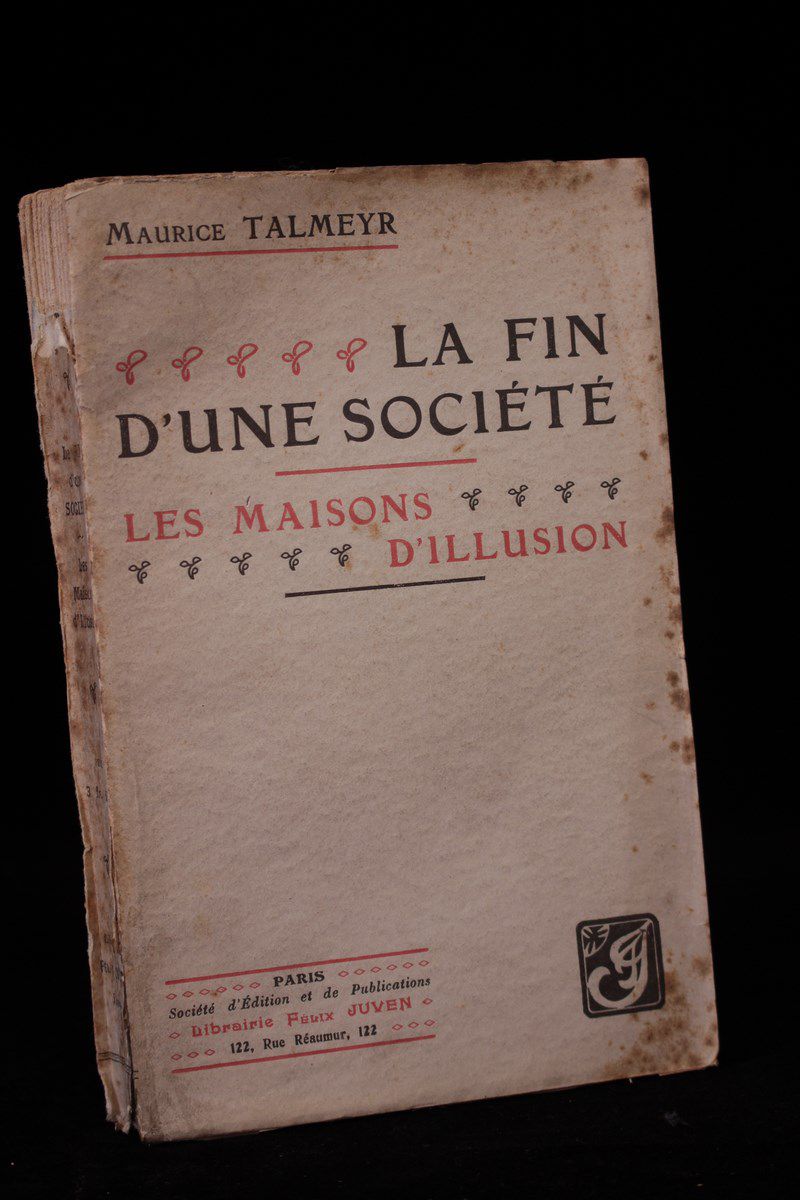 MAURICE TALMEYR
LA FIN
D'UNE SOCIÉTÉ
LES MAISONS
D'ILLUSION
PARIS
Société d'Édition et de Publications
Librairie FÉLIX JUVEN
122, Rue Réaumur, 122